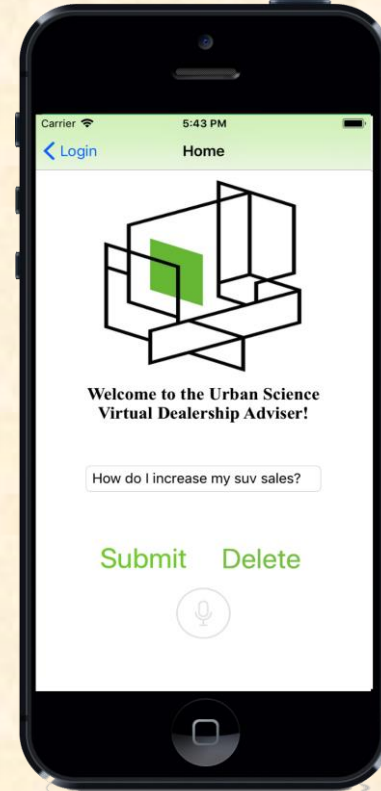 Carrier 5:43 PM
Login Home
Welcome to the Urban Science
Virtual Dealership Adviser!
How do I increase my suv sales?
Submit Delete